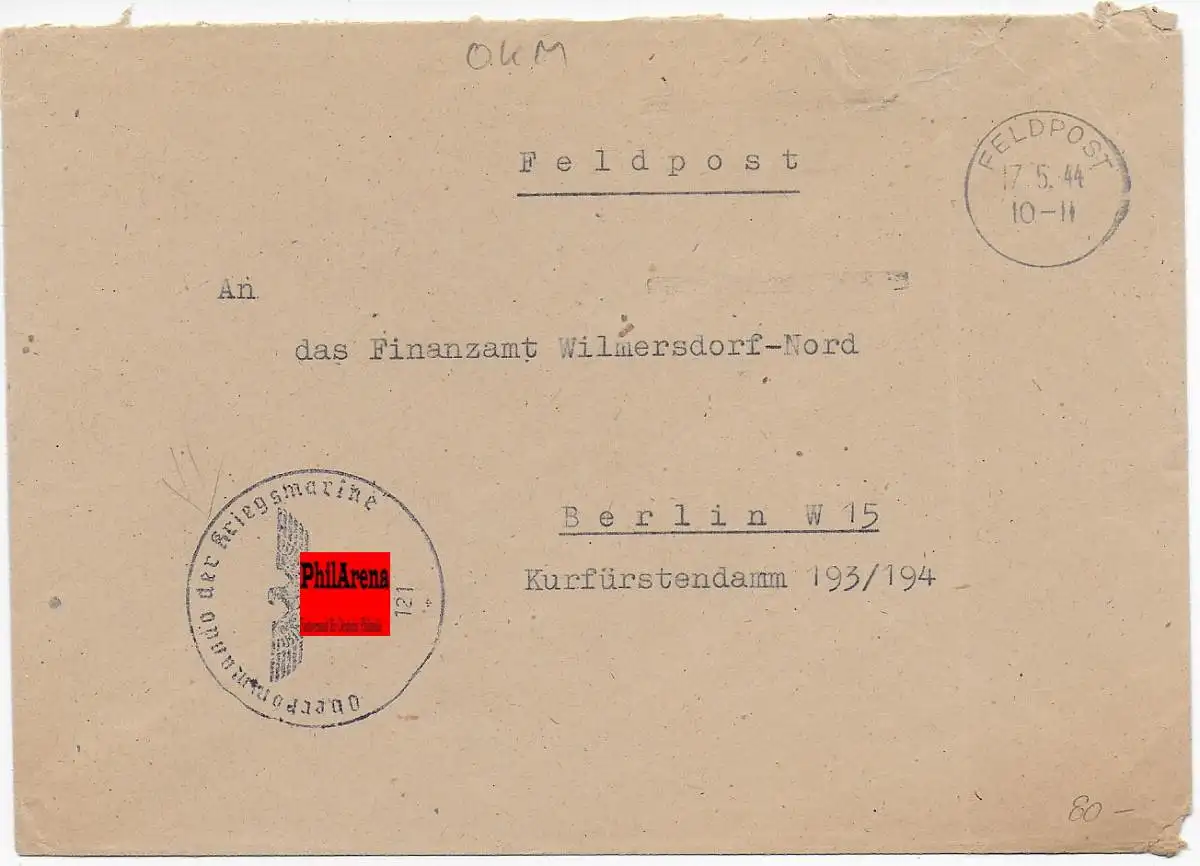 OKM
Feldpost
FELDPOST
17.5.44
10-11
An
das Finanzamt Wilmersdorf-Nord
Berlin W 15
Kurfürstendamm 193/194
Oberkommando der Kriegsmarine
121
PhilArena
80-